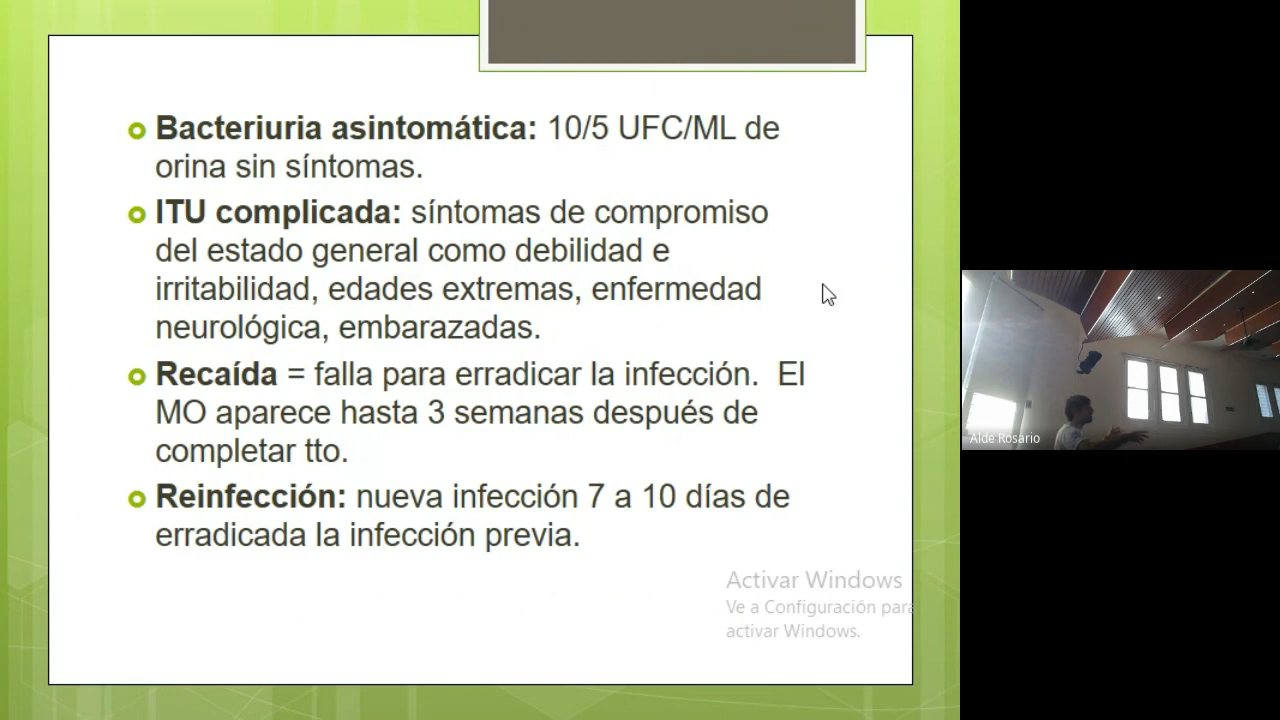 Bacteriuria asintomática: 10/5 UFC/ML de
orina sin síntomas.
ITU complicada: síntomas de compromiso
del estado general como debilidad e
irritabilidad, edades extremas, enfermedad
neurológica, embarazadas.
Recaída = falla para erradicar la infección. El
MO aparece hasta 3 semanas después de
completar tto.
Reinfección: nueva infección 7 a 10 días de
erradicada la infección previa.
Activar Windows
Ve a Configuración para
activar Windows.
Alde Rosario